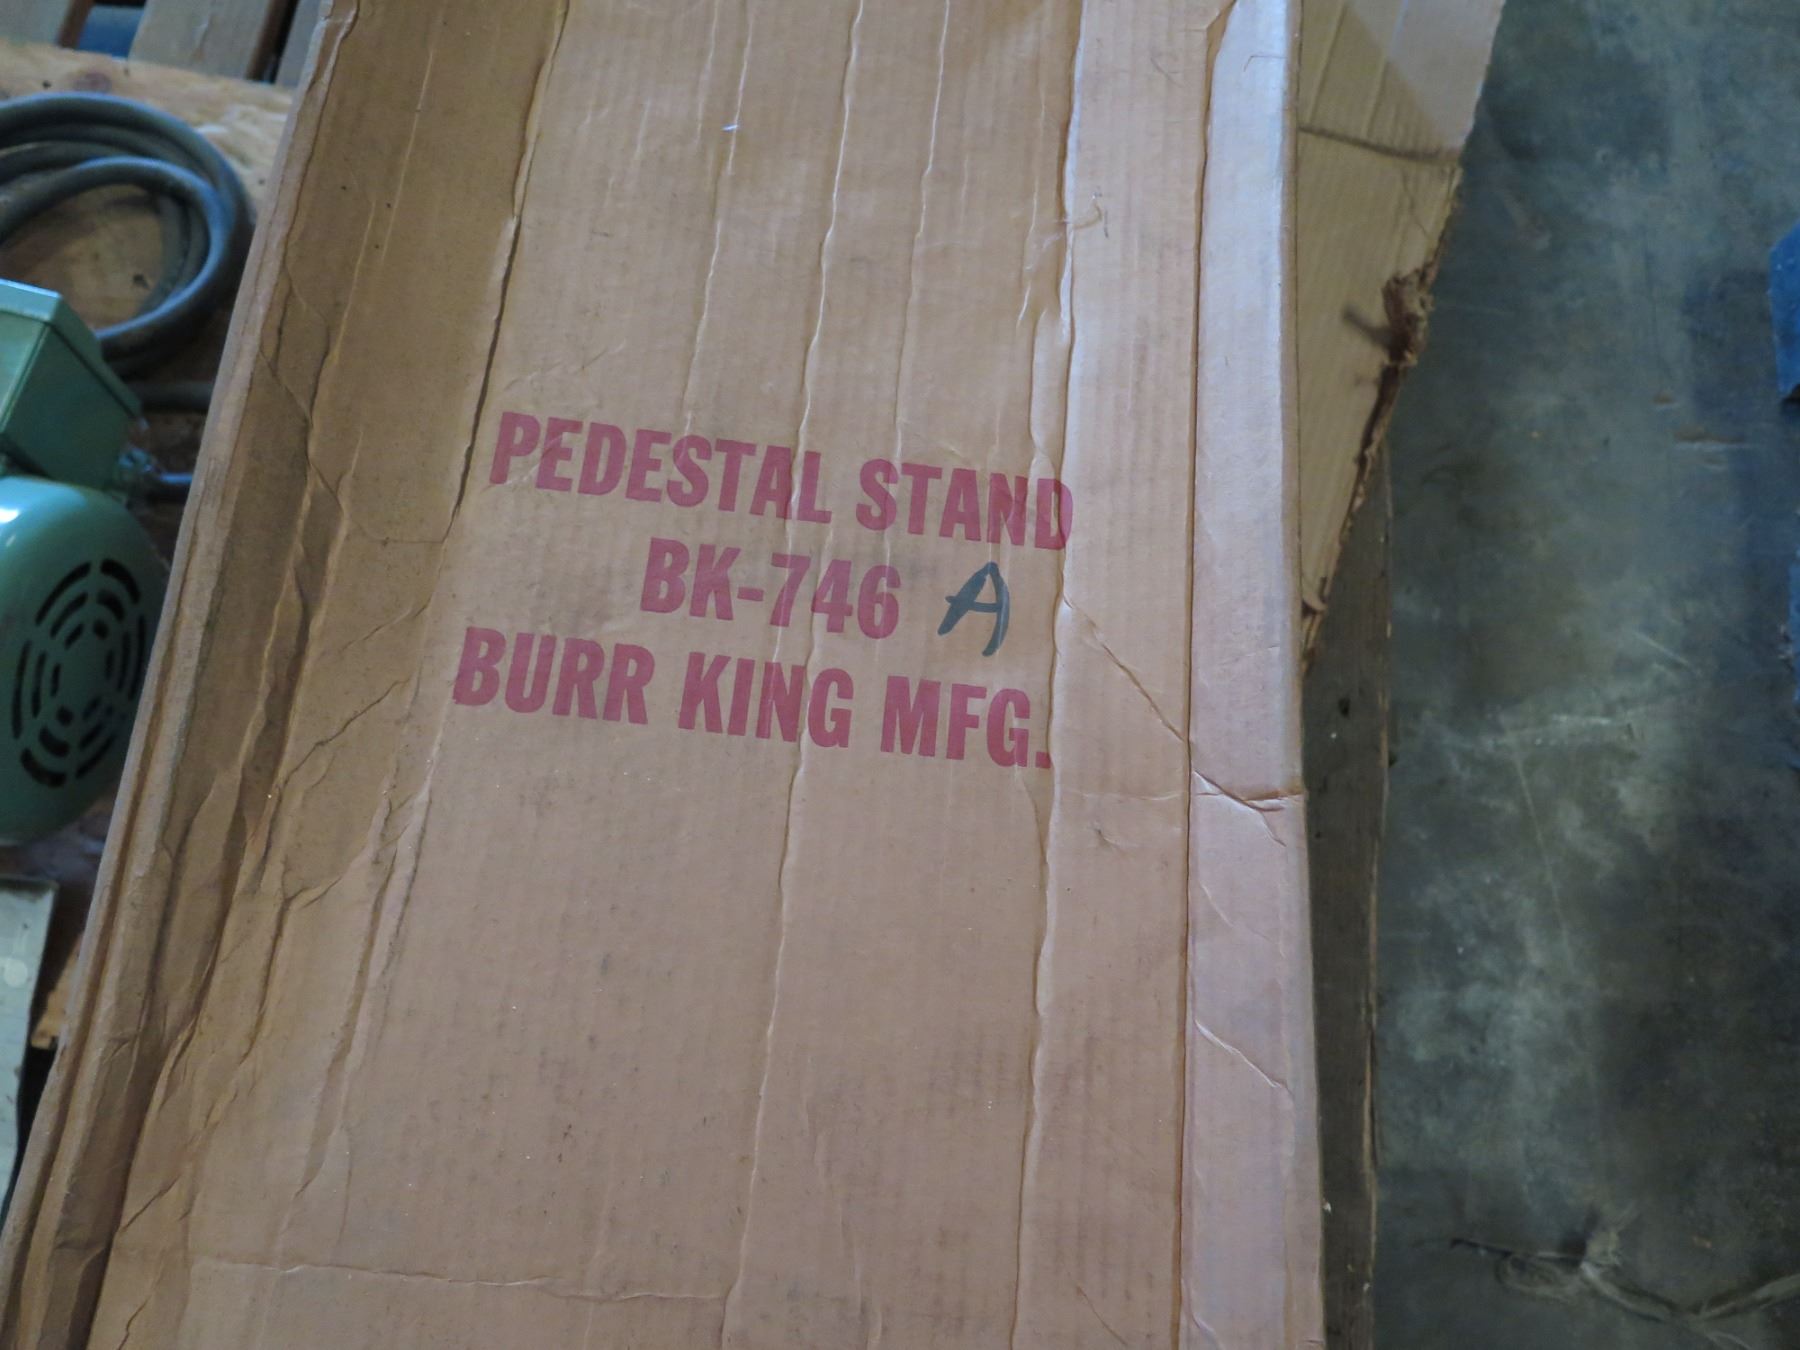 PEDESTAL STAND
BK-746 A
BURR KING MFG.